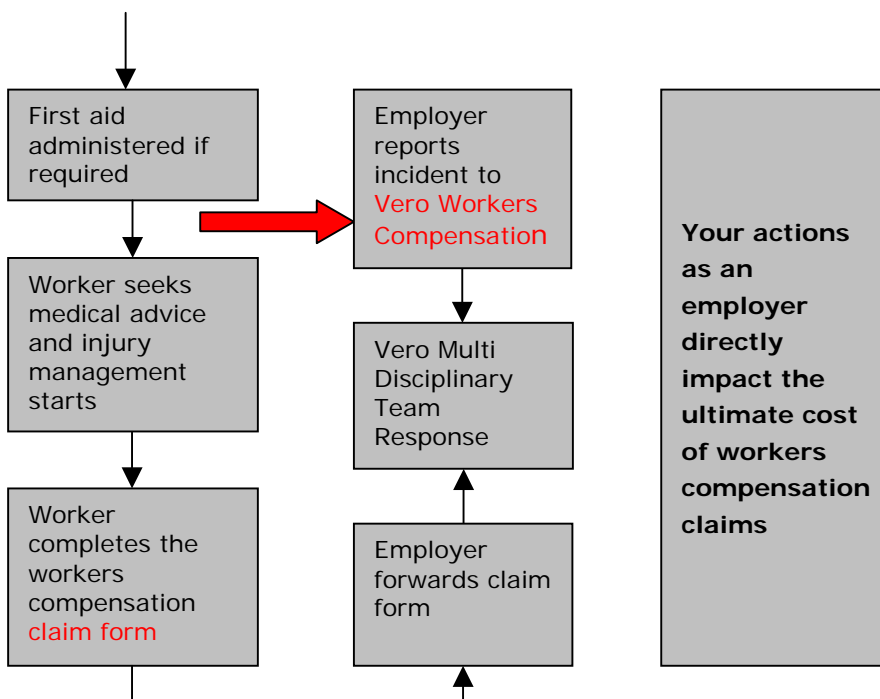 First aid
administered if
required
Worker seeks
medical advice
and injury
management
starts
Worker
completes the
workers
compensation
claim form
Employer
reports
incident to
Vero Workers
Compensation
Vero Multi
Disciplinary
Team
Response
Employer
forwards claim
form
Your actions
as an
employer
directly
impact the
ultimate cost
of workers
compensation
claims